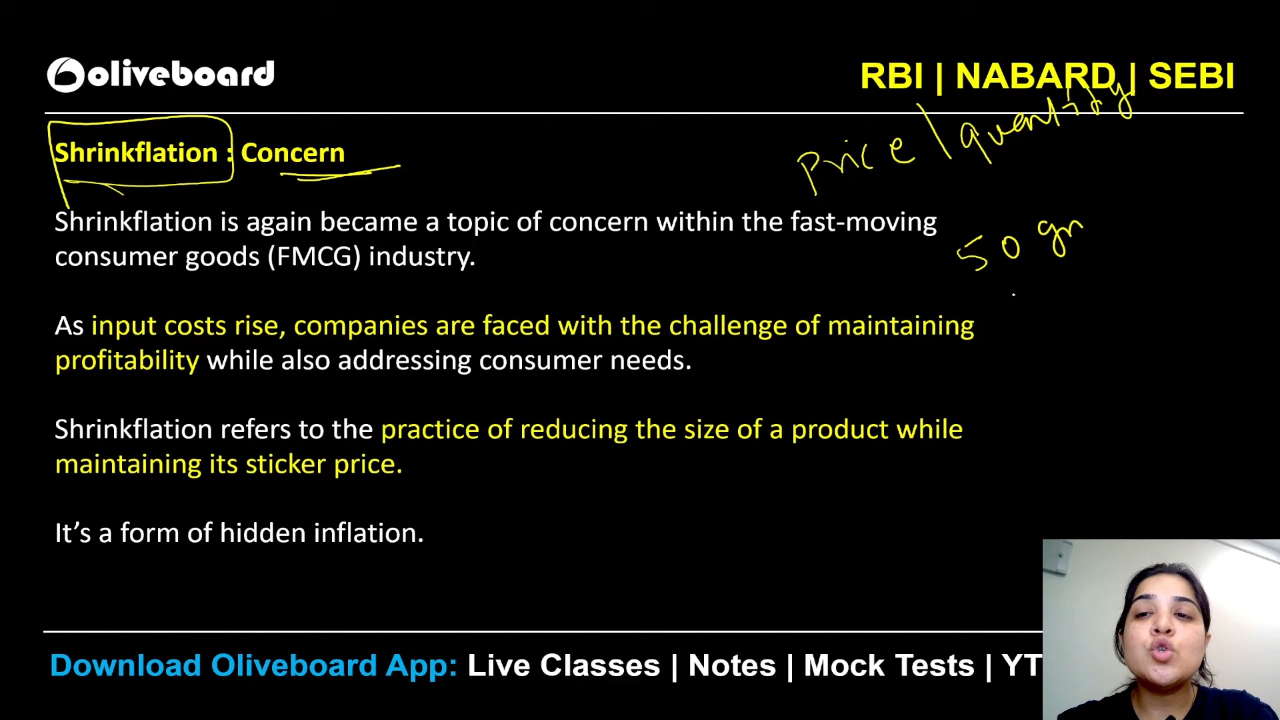 oliveboard
RBI | NABARD | SEBI
Shrinkflation : Concern
Price / quantity
Shrinkflation is again became a topic of concern within the fast-moving
consumer goods (FMCG) industry.
50 gm
As input costs rise, companies are faced with the challenge of maintaining
profitability while also addressing consumer needs.
Shrinkflation refers to the practice of reducing the size of a product while
maintaining its sticker price.
It’s a form of hidden inflation.
Download Oliveboard App: Live Classes | Notes | Mock Tests | YT